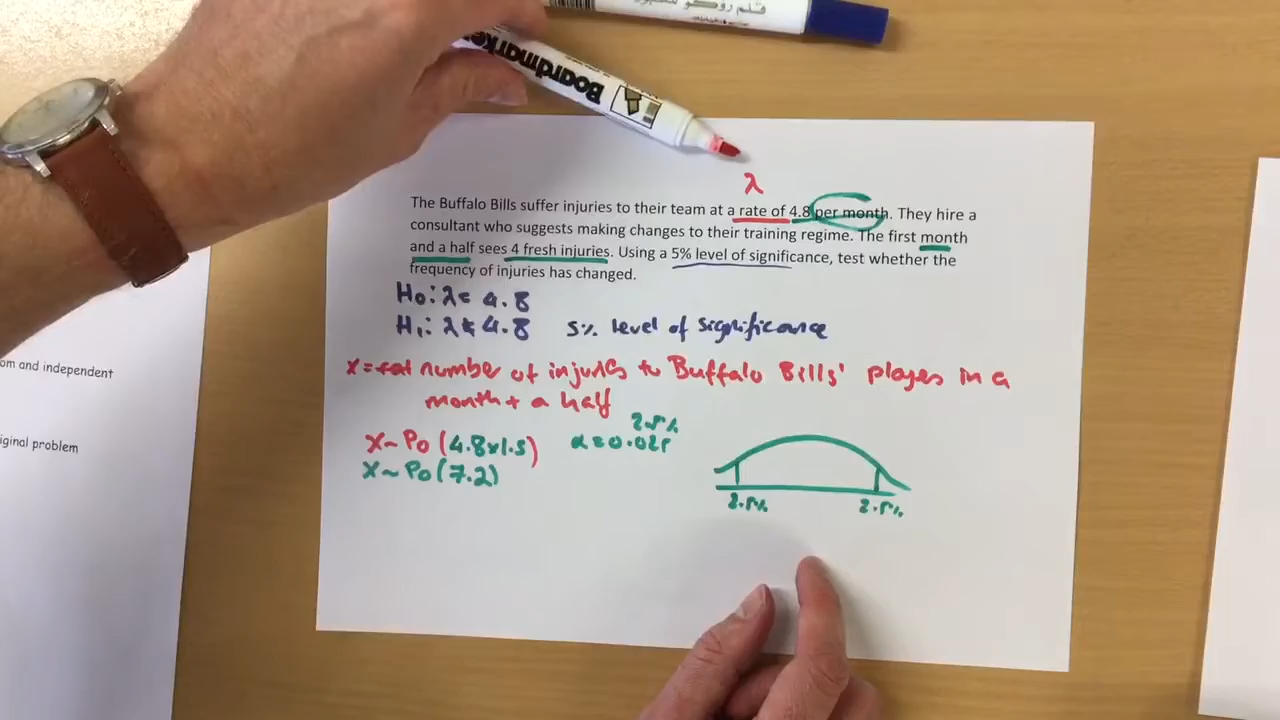 قلم روكو للصبورة
Boardmarker
λ
The Buffalo Bills suffer injuries to their team at a rate of 4.8 per month. They hire a
consultant who suggests making changes to their training regime. The first month
and a half sees 4 fresh injuries. Using a 5% level of significance, test whether the
frequency of injuries has changed.
H₀: λ = 4.8
H₁: λ ≠ 4.8 5% level of significance
om and independent
X = number of injuries to Buffalo Bills' players in a
month + a half
2.5%
iginal problem
X ~ Po (4.8×1.5) α = 0.025
X ~ Po (7.2)
2.5% 2.5%